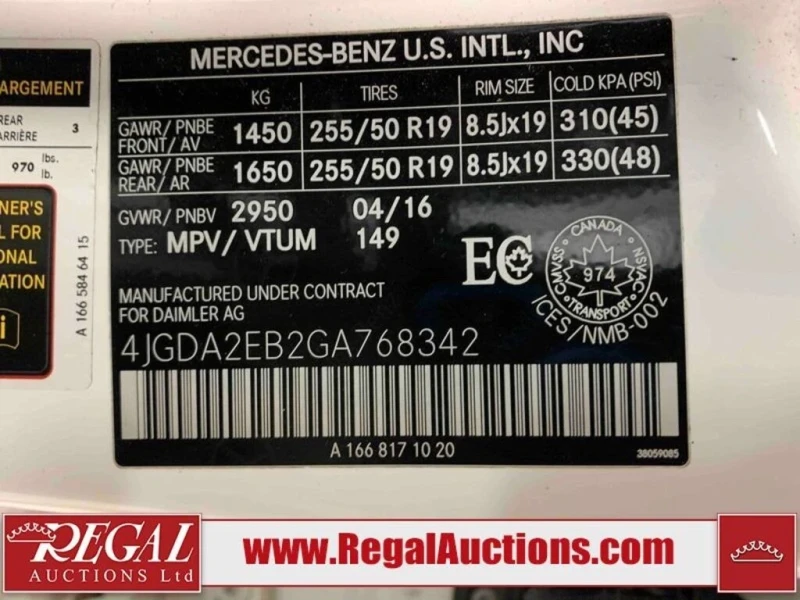 ARGEMENT
REAR
ARRIÈRE 3
970 lbs.
lb.
NER'S
L FOR
ONAL
ATION
i
A 166 584 64 15
MERCEDES-BENZ U.S. INTL., INC
KG TIRES RIM SIZE COLD KPA (PSI)
GAWR/ PNBE
FRONT/ AV 1450 255/50 R19 8.5Jx19 310(45)
GAWR/ PNBE
REAR/ AR 1650 255/50 R19 8.5Jx19 330(48)
GVWR/ PNBV 2950 04/16
TYPE: MPV/ VTUM 149
EC
CANADA
974
TRANSPORT
ICES/NMB-002
MANUFACTURED UNDER CONTRACT
FOR DAIMLER AG
4JGDA2EB2GA768342
A 166 817 10 20
38059085
REGAL
AUCTIONS Ltd
www.RegalAuctions.com